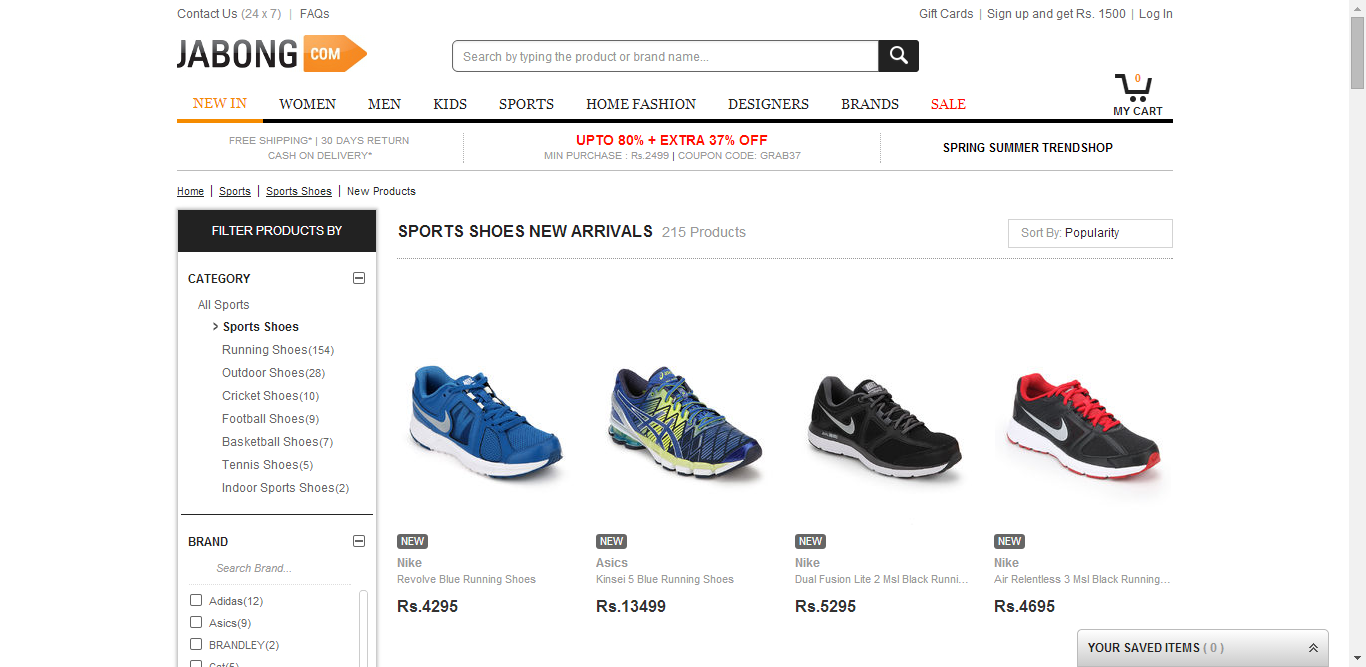 Contact Us (24 x 7) | FAQs
Gift Cards | Sign up and get Rs. 1500 | Log In
JABONG COM
Search by typing the product or brand name...
0
MY CART
NEW IN WOMEN MEN KIDS SPORTS HOME FASHION DESIGNERS BRANDS SALE
FREE SHIPPING* | 30 DAYS RETURN
CASH ON DELIVERY*
UPTO 80% + EXTRA 37% OFF
MIN PURCHASE : Rs.2499 | COUPON CODE: GRAB37
SPRING SUMMER TRENDSHOP
Home | Sports | Sports Shoes | New Products
FILTER PRODUCTS BY
CATEGORY
All Sports
> Sports Shoes
Running Shoes(154)
Outdoor Shoes(28)
Cricket Shoes(10)
Football Shoes(9)
Basketball Shoes(7)
Tennis Shoes(5)
Indoor Sports Shoes(2)
BRAND
Search Brand...
Adidas(12)
Asics(9)
BRANDLEY(2)
Cat(5)
SPORTS SHOES NEW ARRIVALS 215 Products
Sort By: Popularity
NEW
Nike
Revolve Blue Running Shoes
Rs.4295
NEW
Asics
Kinsei 5 Blue Running Shoes
Rs.13499
NEW
Nike
Dual Fusion Lite 2 Msl Black Runni...
Rs.5295
NEW
Nike
Air Relentless 3 Msl Black Running...
Rs.4695
YOUR SAVED ITEMS ( 0 )